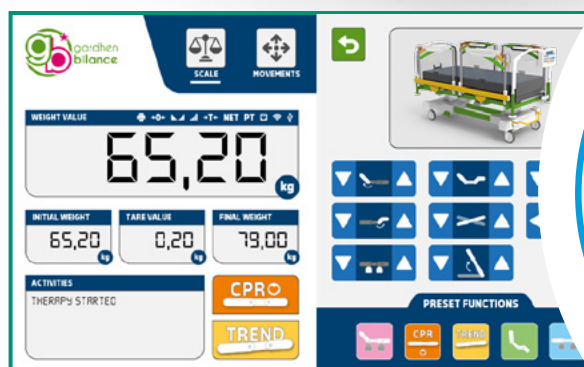 gardhen
bilance
SCALE
MOVEMENTS
WEIGHT VALUE
→0← →T← NET PT
65,20
kg
INITIAL WEIGHT
TARE VALUE
FINAL WEIGHT
65,20
kg
0,20
kg
79,00
kg
ACTIVITIES
THERAPY STARTED
CPR
TREND
PRESET FUNCTIONS
CPR
TREND